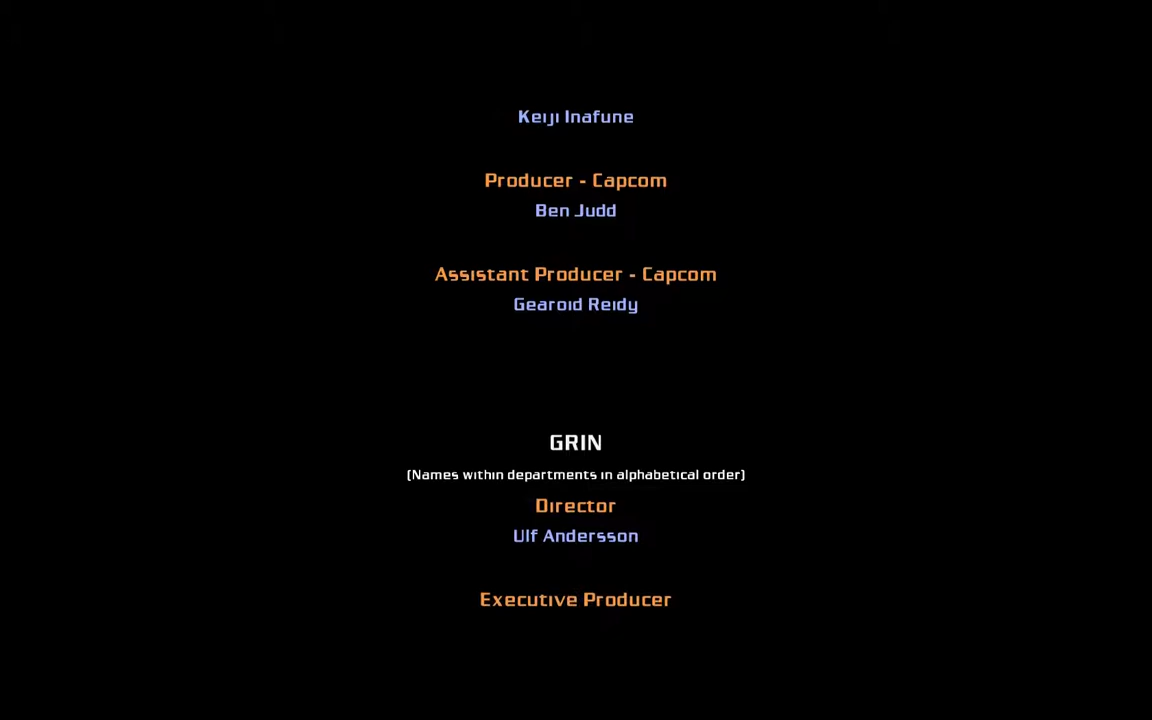 Keiji Inafune
Producer - Capcom
Ben Judd
Assistant Producer - Capcom
Gearoid Reidy
GRIN
(Names within departments in alphabetical order)
Director
Ulf Andersson
Executive Producer